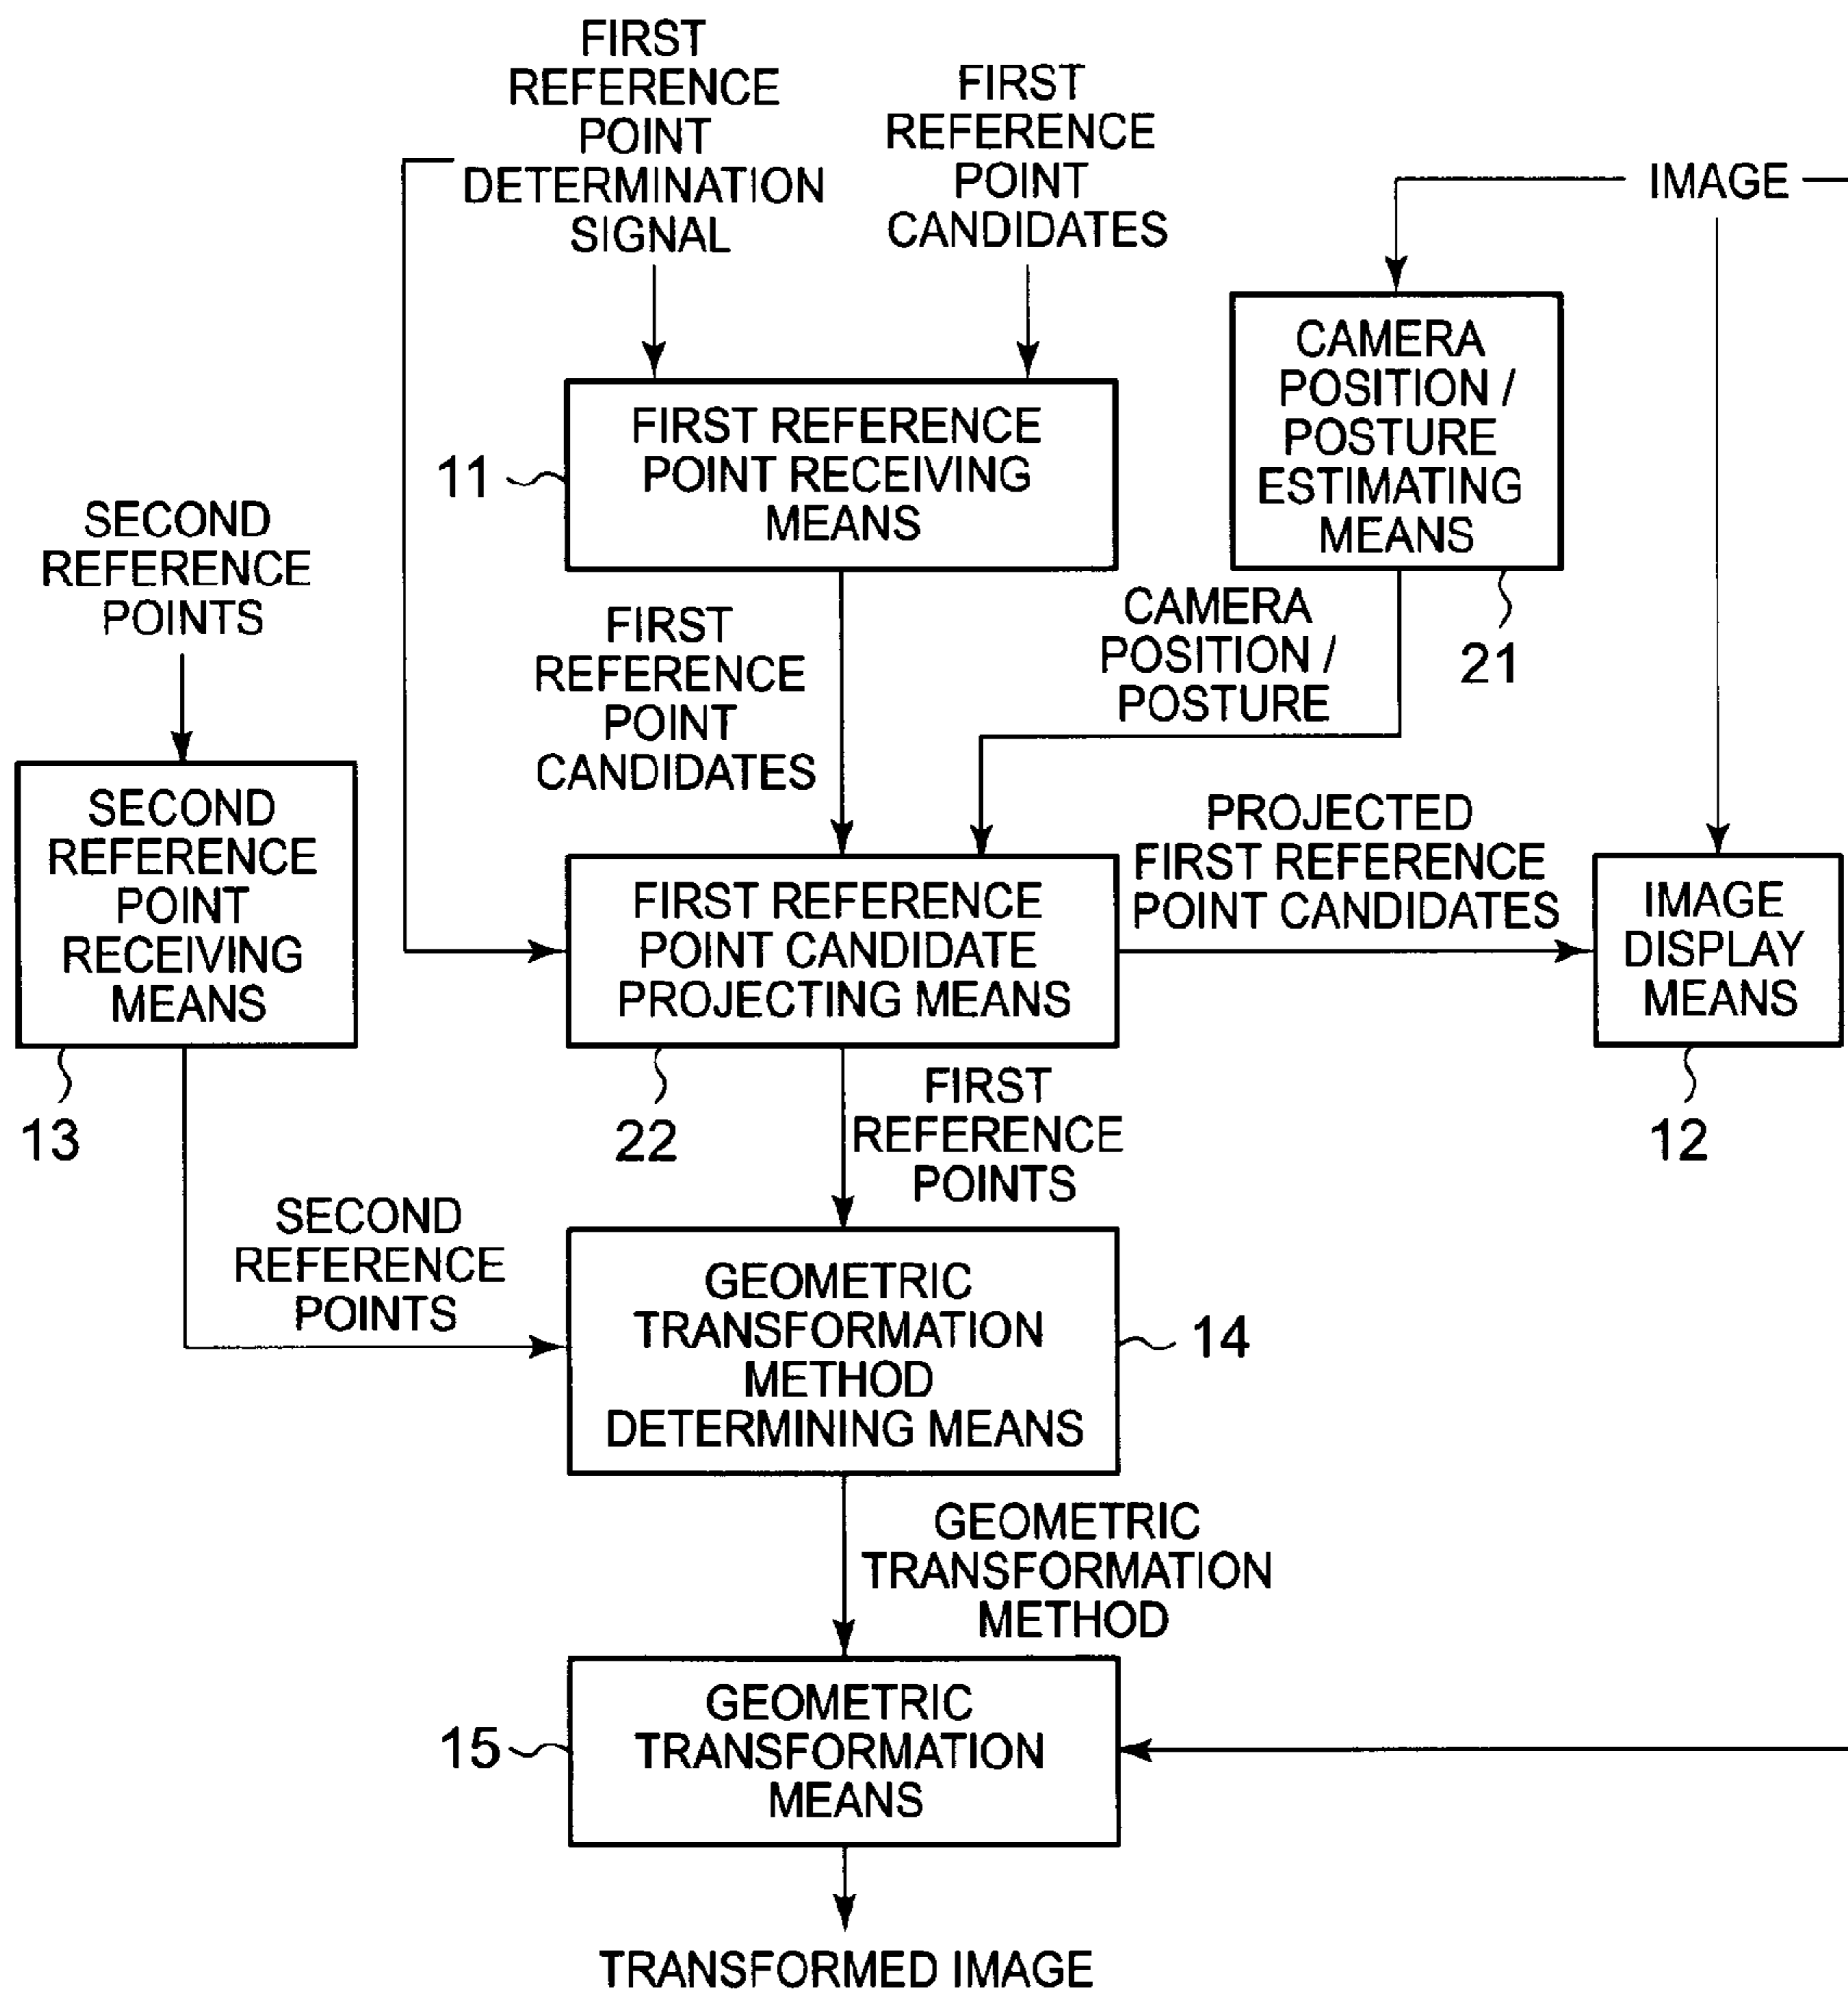 FIRST
REFERENCE
POINT
DETERMINATION
SIGNAL
FIRST
REFERENCE
POINT
CANDIDATES
IMAGE
CAMERA
POSITION /
POSTURE
ESTIMATING
MEANS
21
FIRST REFERENCE
POINT RECEIVING
MEANS
11
SECOND
REFERENCE
POINTS
FIRST
REFERENCE
POINT
CANDIDATES
CAMERA
POSITION /
POSTURE
SECOND
REFERENCE
POINT
RECEIVING
MEANS
13
FIRST REFERENCE
POINT CANDIDATE
PROJECTING MEANS
22
PROJECTED
FIRST REFERENCE
POINT CANDIDATES
IMAGE
DISPLAY
MEANS
12
FIRST
REFERENCE
POINTS
SECOND
REFERENCE
POINTS
GEOMETRIC
TRANSFORMATION
METHOD
DETERMINING MEANS
14
GEOMETRIC
TRANSFORMATION
METHOD
GEOMETRIC
TRANSFORMATION
MEANS
15
TRANSFORMED IMAGE